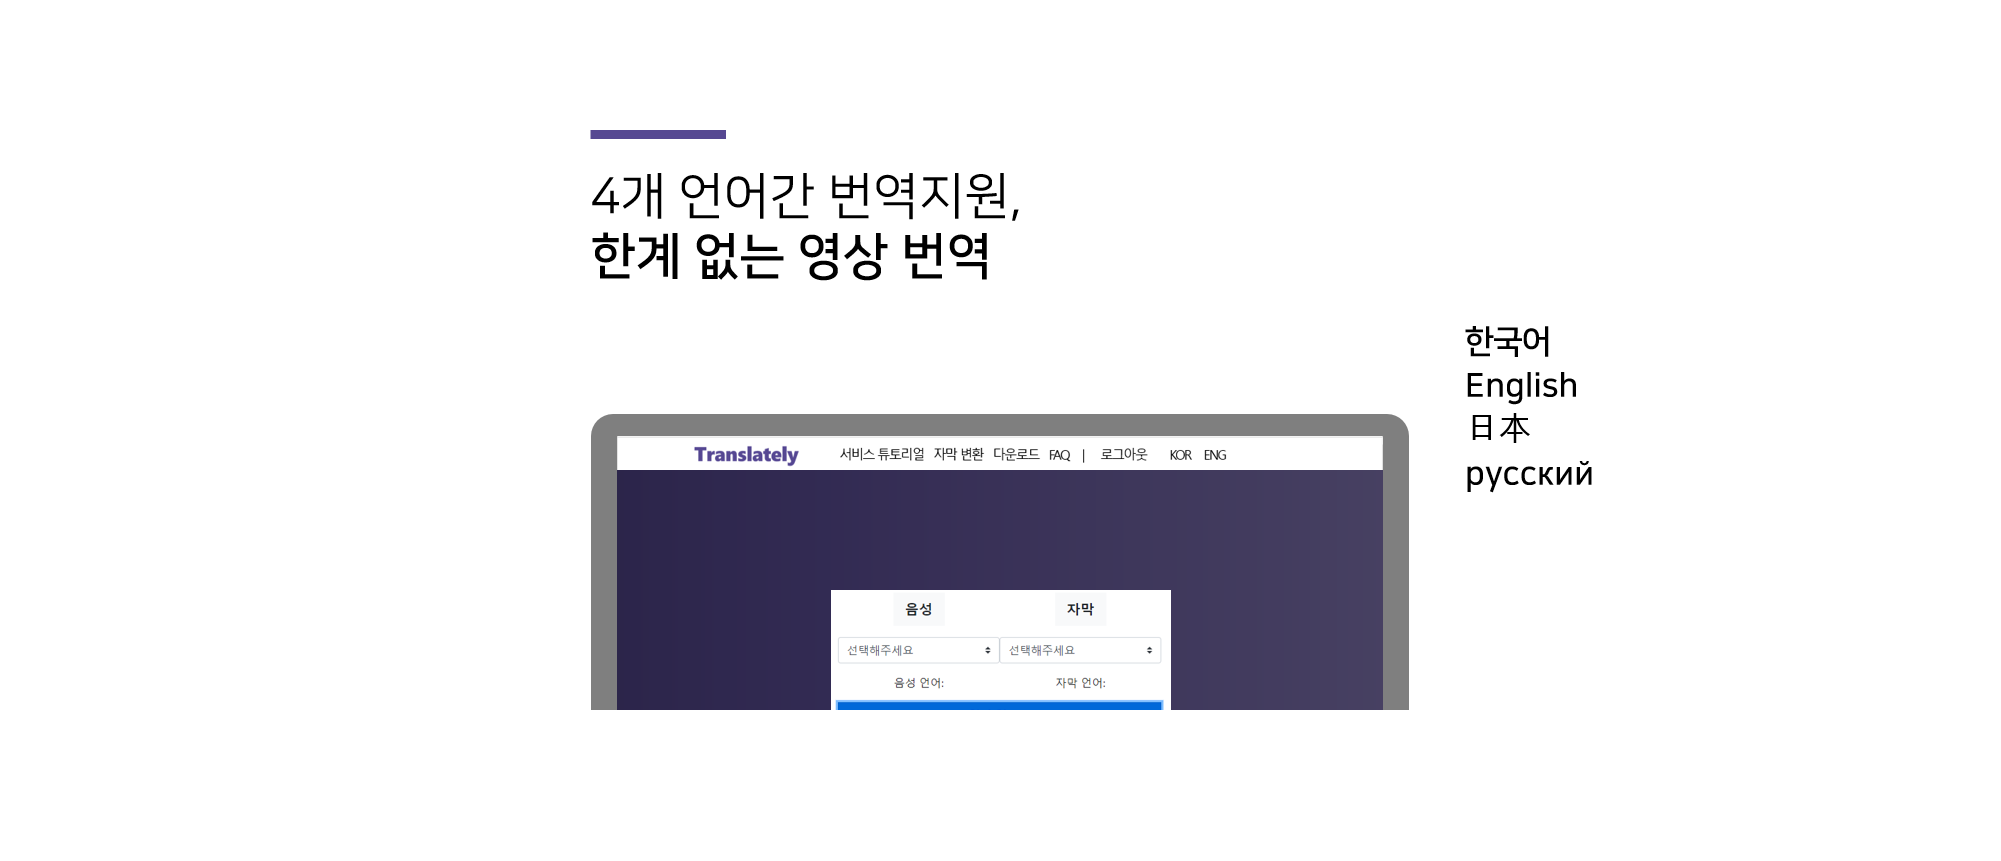 4개 언어간 번역지원,
한계 없는 영상 번역
한국어
English
日本
русский
Translately 서비스 튜토리얼 자막 변환 다운로드 FAQ | 로그아웃 KOR ENG
음성 자막
선택해주세요 선택해주세요
음성 언어: 자막 언어: